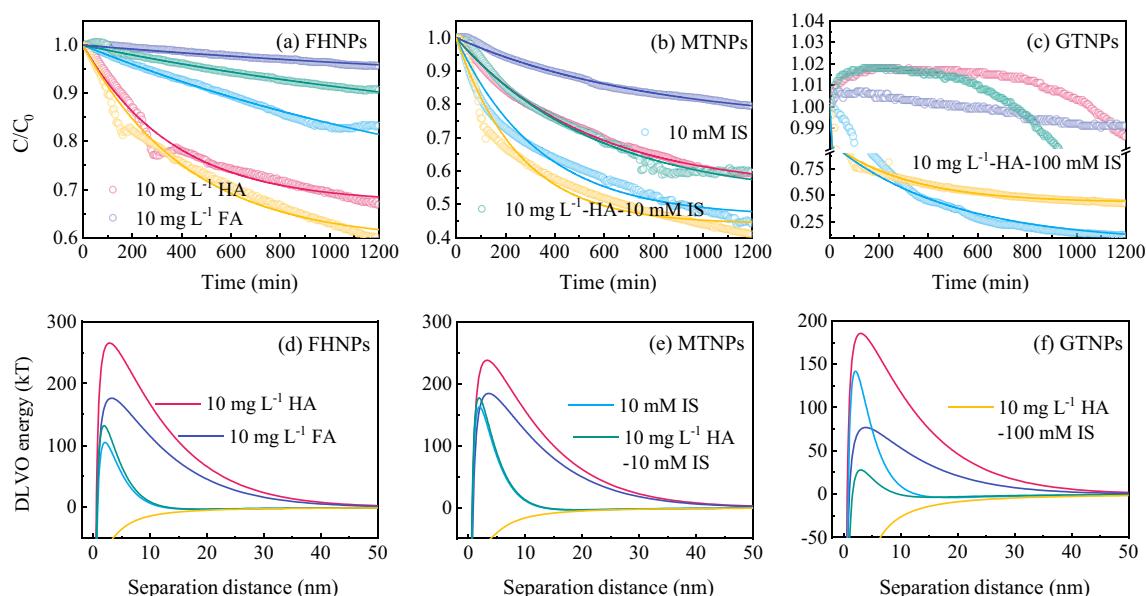 (a) FHNPs
(b) MTNPs
(c) GTNPs
C/C0
1.0
0.9
0.8
0.7
0.6
1.0
0.9
0.8
0.7
0.6
0.5
0.4
1.04
1.02
1.00
0.99
0.75
0.50
0.25
10 mg L-1 HA
10 mg L-1 FA
10 mM IS
10 mg L-1-HA-10 mM IS
10 mg L-1-HA-100 mM IS
0 200 400 600 800 1000 1200
0 200 400 600 800 1000 1200
0 200 400 600 800 1000 1200
Time (min)
Time (min)
Time (min)
(d) FHNPs
(e) MTNPs
(f) GTNPs
DLVO energy (kT)
300
200
100
0
300
200
100
0
200
150
100
50
0
-50
10 mg L-1 HA
10 mg L-1 FA
10 mM IS
10 mg L-1 HA
-10 mM IS
10 mg L-1 HA
-100 mM IS
0 10 20 30 40 50
0 10 20 30 40 50
0 10 20 30 40 50
Separation distance (nm)
Separation distance (nm)
Separation distance (nm)